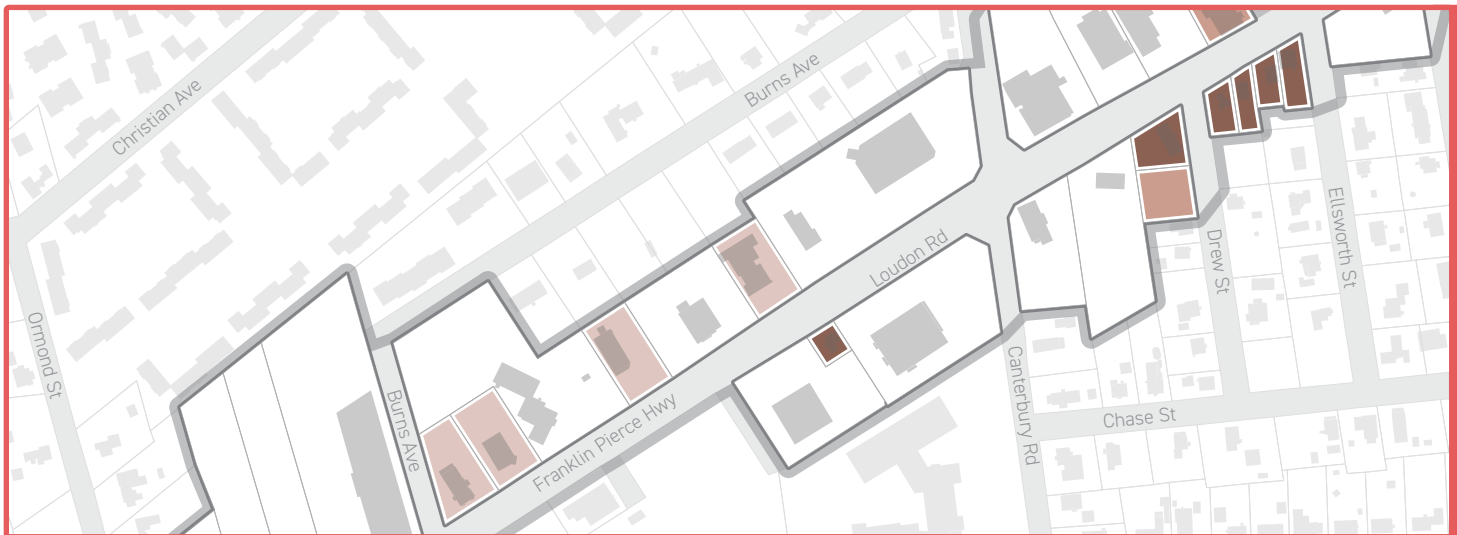 Christian Ave
Burns Ave
Ormond St
Burns Ave
Franklin Pierce Hwy
Loudon Rd
Canterbury Rd
Chase St
Drew St
Ellsworth St